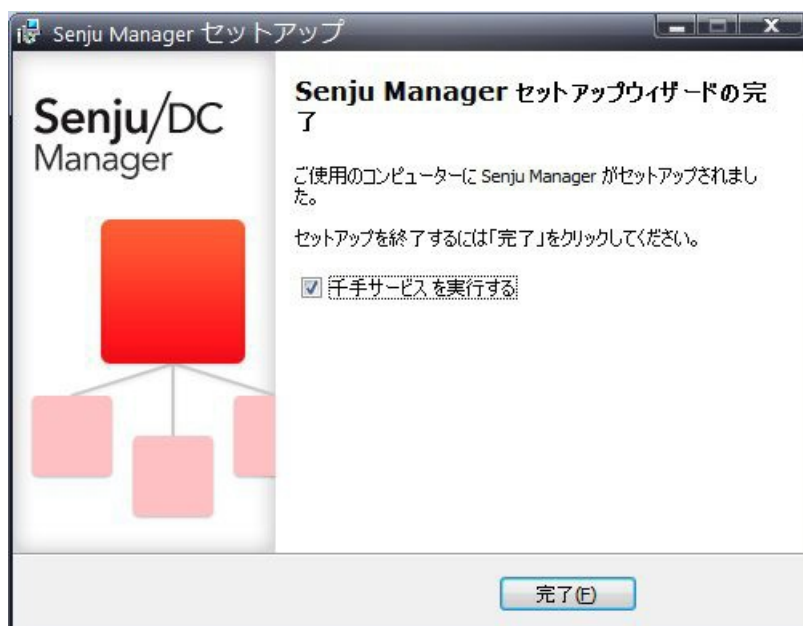 Senju Manager セットアップ
Senju/DC
Manager
Senju Manager セットアップウィザードの完
了
ご使用のコンピューターに Senju Manager がセットアップされまし
た。
セットアップを終了するには「完了」をクリックしてください。
千手サービス を実行する
完了(F)